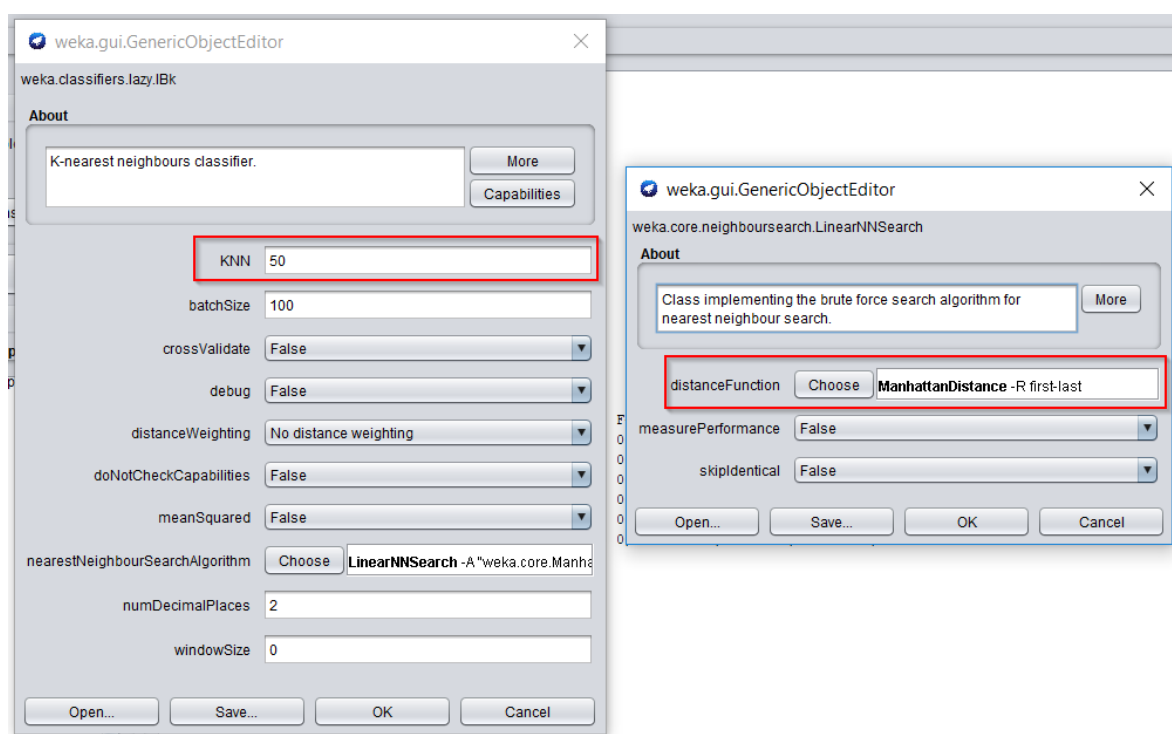 weka.gui.GenericObjectEditor
weka.classifiers.lazy.IBk
About
K-nearest neighbours classifier.
More
Capabilities
KNN 50
batchSize 100
crossValidate False
debug False
distanceWeighting No distance weighting
doNotCheckCapabilities False
meanSquared False
nearestNeighbourSearchAlgorithm Choose LinearNNSearch -A "weka.core.Manha
numDecimalPlaces 2
windowSize 0
Open... Save... OK Cancel
weka.gui.GenericObjectEditor
weka.core.neighboursearch.LinearNNSearch
About
Class implementing the brute force search algorithm for
nearest neighbour search.
More
distanceFunction Choose ManhattanDistance -R first-last
measurePerformance False
skipIdentical False
Open... Save... OK Cancel